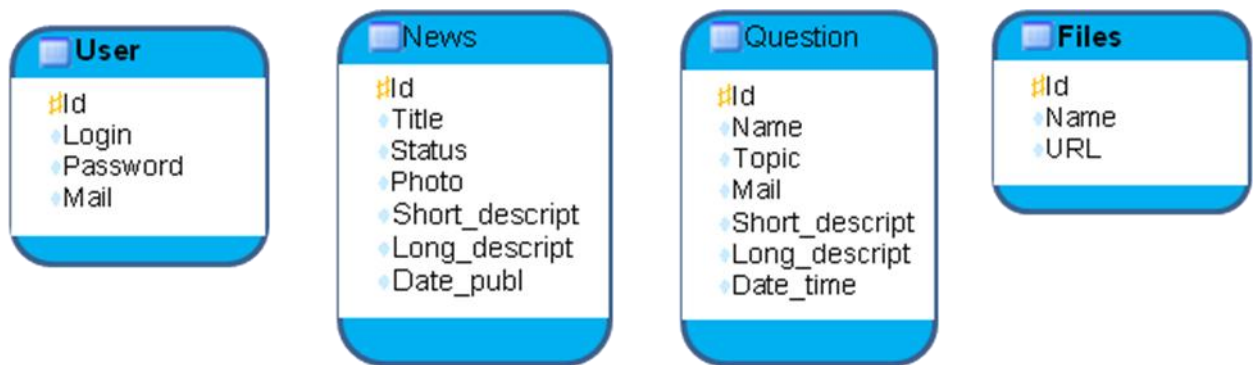 User
Id
Login
Password
Mail
News
Id
Title
Status
Photo
Short_descript
Long_descript
Date_publ
Question
Id
Name
Topic
Mail
Short_descript
Long_descript
Date_time
Files
Id
Name
URL